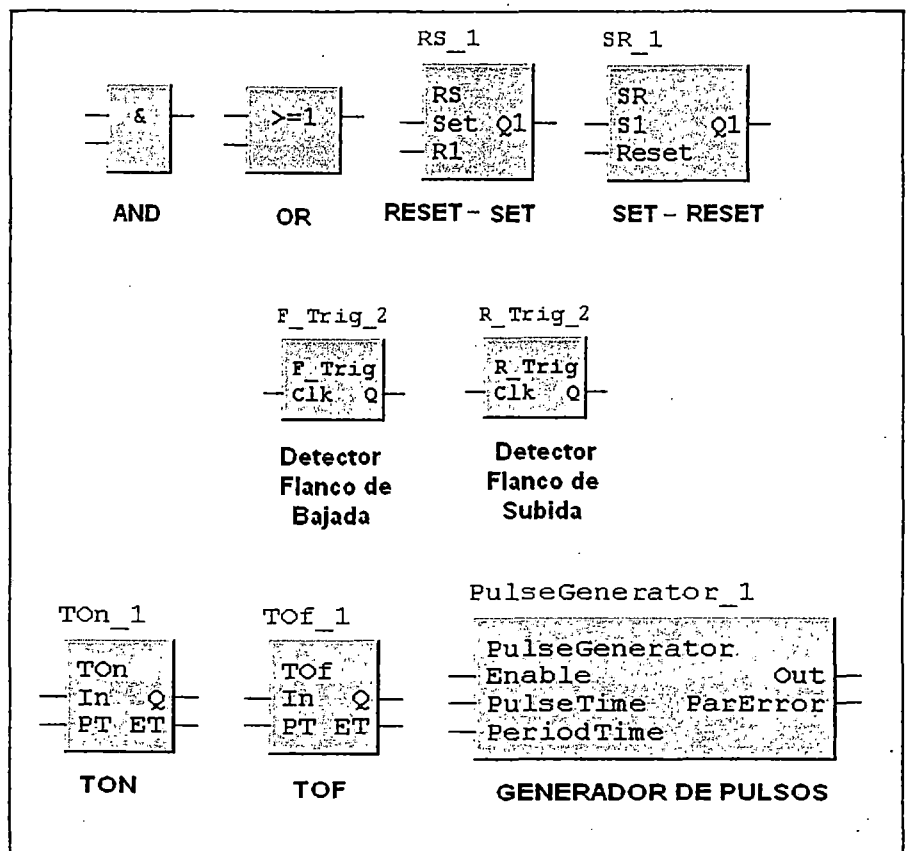 RS_1
SR_1
&
>=1
RS
Set Q1
R1
SR
S1 Q1
Reset
AND
OR
RESET - SET
SET - RESET
F_Trig_2
R_Trig_2
F_Trig
Clk Q
R_Trig
Clk Q
Detector
Flanco de
Bajada
Detector
Flanco de
Subida
TOn_1
TOf_1
PulseGenerator_1
TOn
In Q
PT ET
TOf
In Q
PT ET
PulseGenerator
Enable Out
PulseTime ParError
PeriodTime
TON
TOF
GENERADOR DE PULSOS